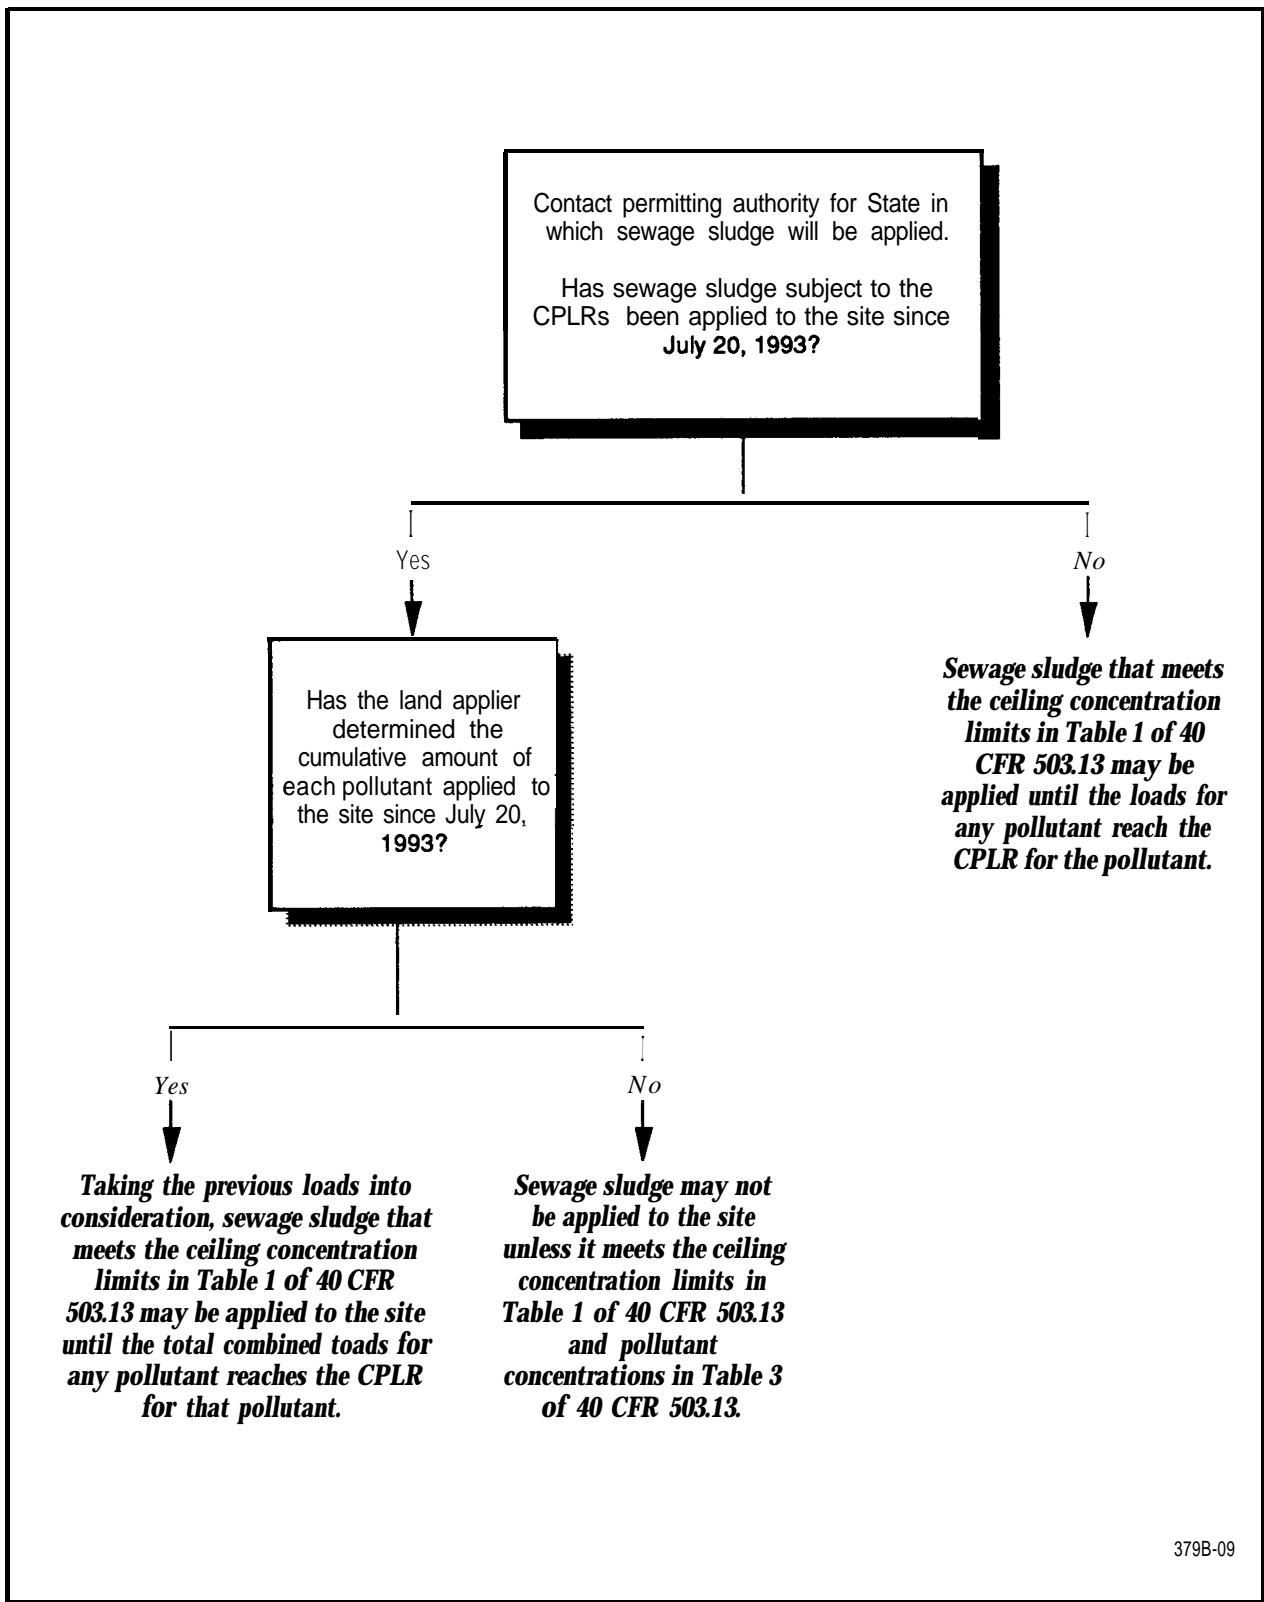 Contact permitting authority for State in
which sewage sludge will be applied.
Has sewage sludge subject to the
CPLRs been applied to the site since
July 20, 1993?
Yes
No
Has the land applier
determined the
cumulative amount of
each pollutant applied to
the site since July 20,
1993?
Sewage sludge that meets
the ceiling concentration
limits in Table 1 of 40
CFR 503.13 may be
applied until the loads for
any pollutant reach the
CPLR for the pollutant.
Yes
No
Taking the previous loads into
consideration, sewage sludge that
meets the ceiling concentration
limits in Table 1 of 40 CFR
503.13 may be applied to the site
until the total combined toads for
any pollutant reaches the CPLR
for that pollutant.
Sewage sludge may not
be applied to the site
unless it meets the ceiling
concentration limits in
Table 1 of 40 CFR 503.13
and pollutant
concentrations in Table 3
of 40 CFR 503.13.
379B-09